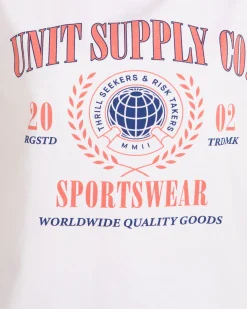 UNIT SUPPLY CO.
THRILL SEEKERS & RISK TAKERS
MMII
20 02
RGSTD TRDMK
SPORTSWEAR
WORLDWIDE QUALITY GOODS